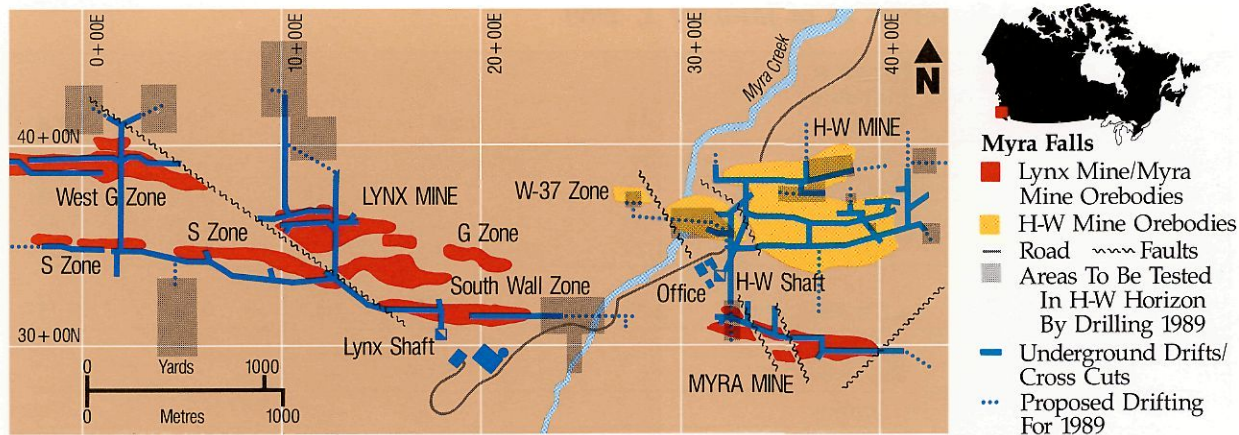 0+00E
10+00E
20+00E
30+00E
40+00E
Myra Creek
N
40+00N
H-W MINE
West G Zone
LYNX MINE
W-37 Zone
S Zone
G Zone
S Zone
South Wall Zone
Office
H-W Shaft
30+00N
Lynx Shaft
MYRA MINE
0 Yards 1000
0 Metres 1000
Myra Falls
Lynx Mine/Myra
Mine Orebodies
H-W Mine Orebodies
Road Faults
Areas To Be Tested
In H-W Horizon
By Drilling 1989
Underground Drifts/
Cross Cuts
Proposed Drifting
For 1989